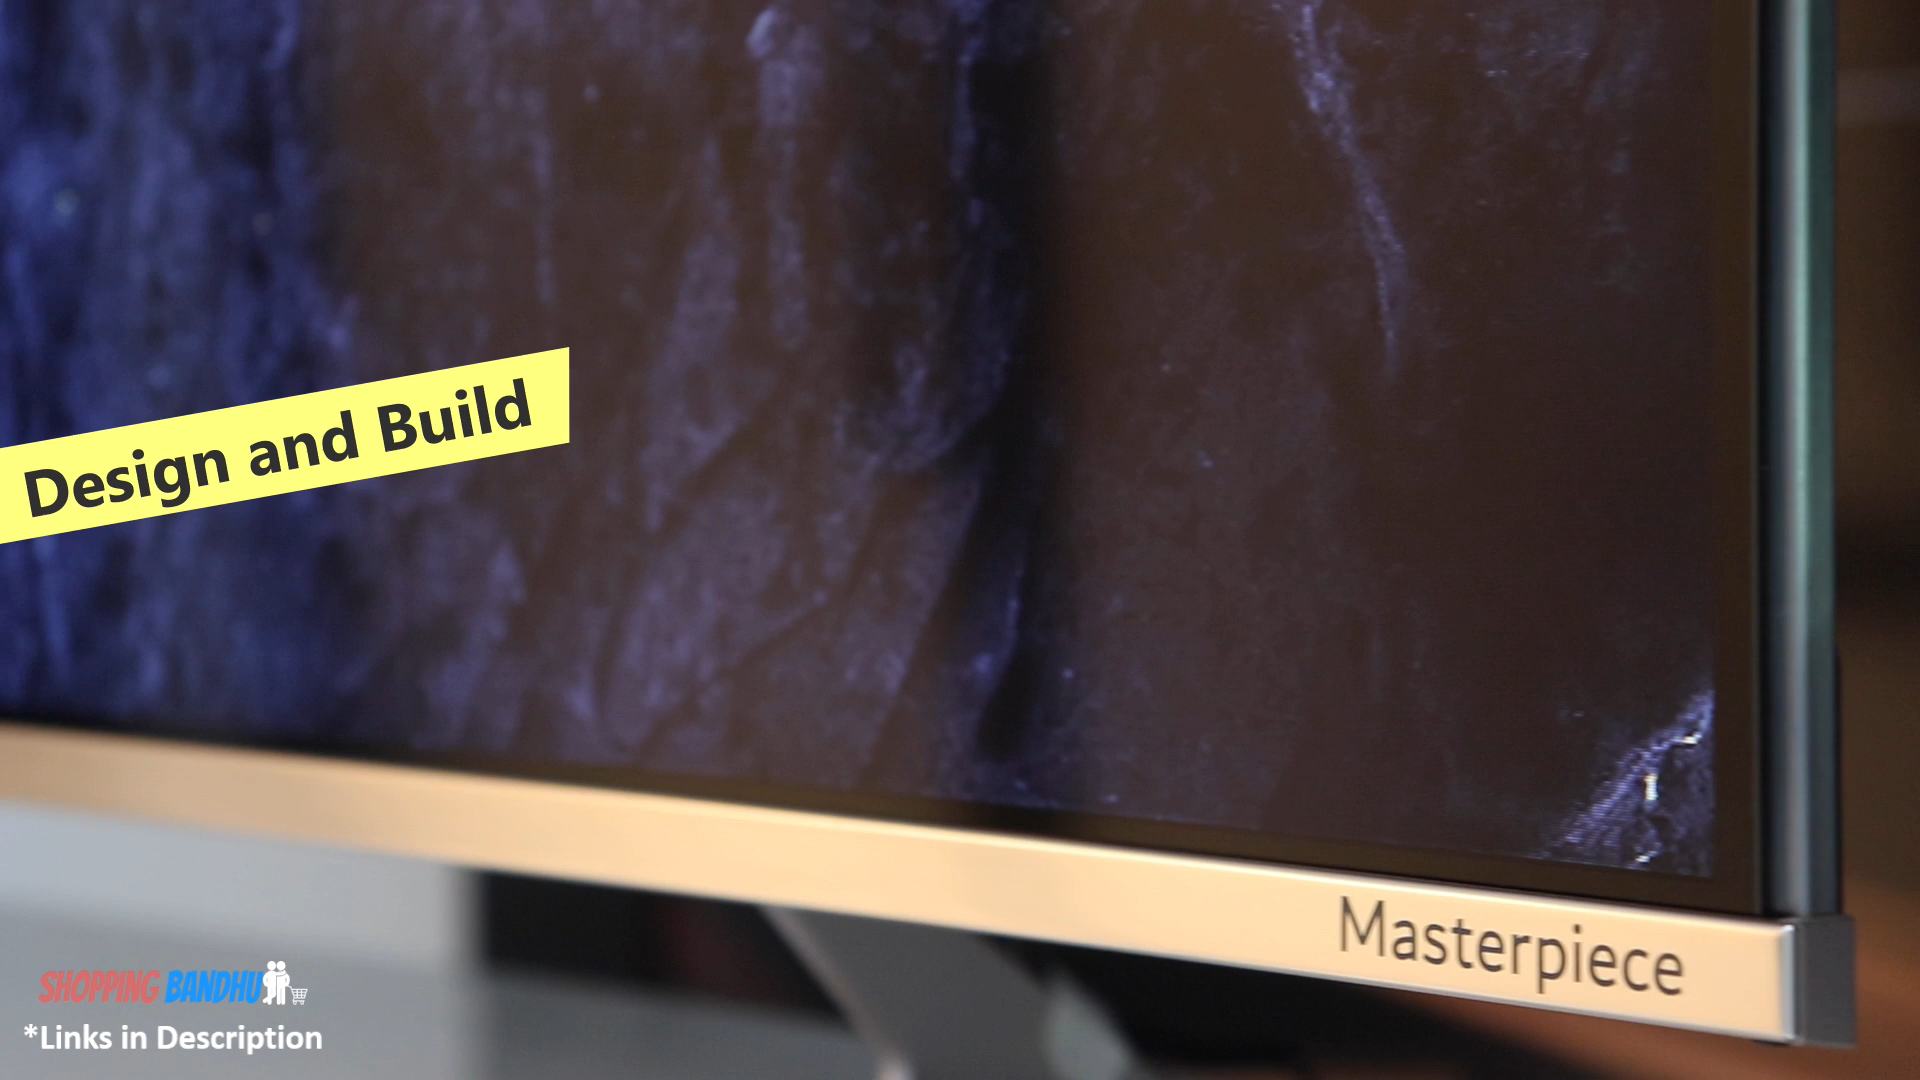 Design and Build
Masterpiece
SHOPPING BANDHU
*Links in Description